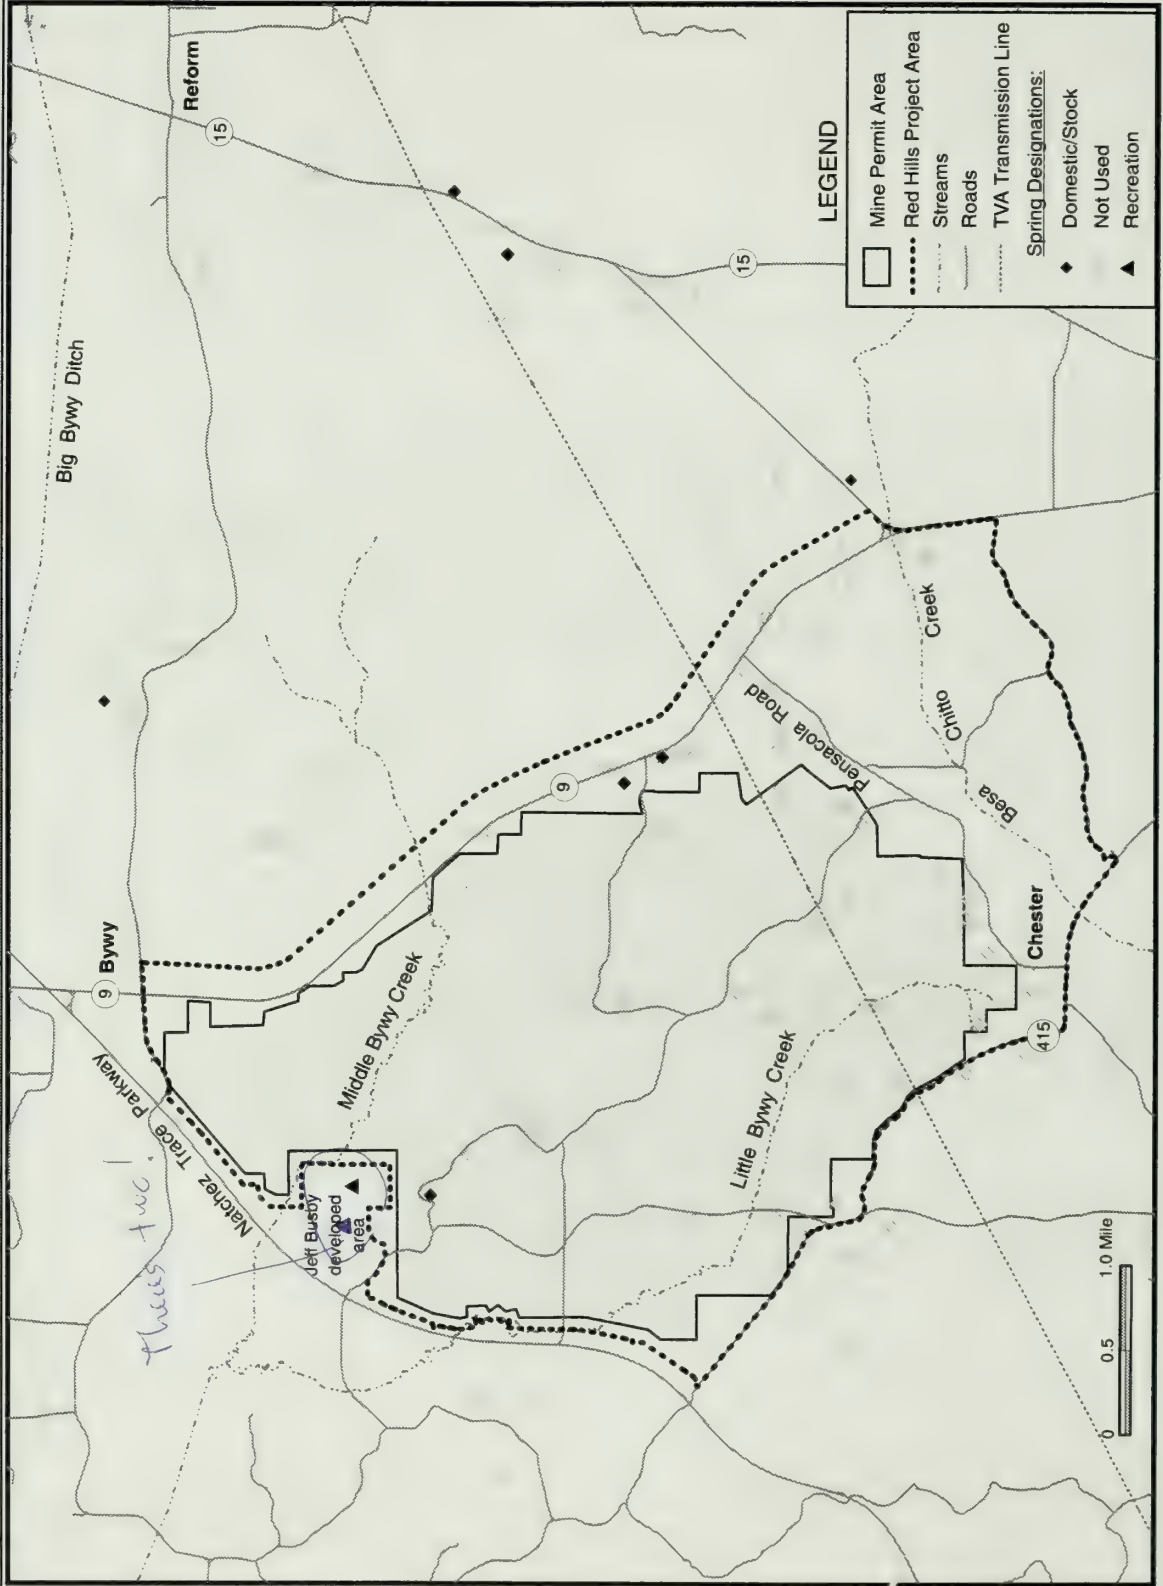 Big Bywy Ditch
Reform
15
15
9
Bywy
Natchez Trace Parkway
Theres two!
Jeff Busby
developed
area
Middle Bywy Creek
9
Pensacola Road
Little Bywy Creek
Besa Chitto Creek
Chester
415
0 0.5 1.0 Mile
LEGEND
Mine Permit Area
Red Hills Project Area
Streams
Roads
TVA Transmission Line
Spring Designations:
Domestic/Stock
Not Used
Recreation